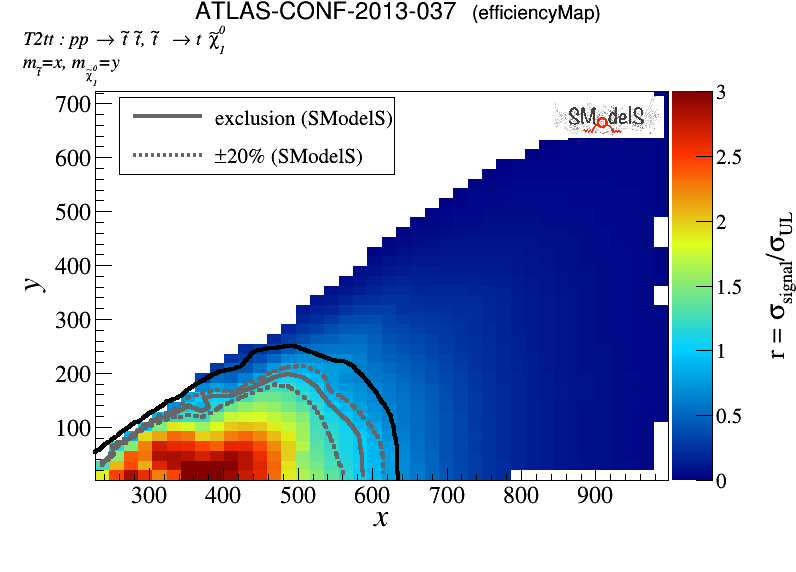 ATLAS-CONF-2013-037 (efficiencyMap)
T2tt : pp → t̃ t̃, t̃ → t χ̃₁⁰
m_t̃=x, m_χ̃₁⁰=y
exclusion (SModelS)
±20% (SModelS)
SModelS
700
600
500
400
300
200
100
y
300 400 500 600 700 800 900
x
3
2.5
2
1.5
1
0.5
0
r = σ_signal/σ_UL